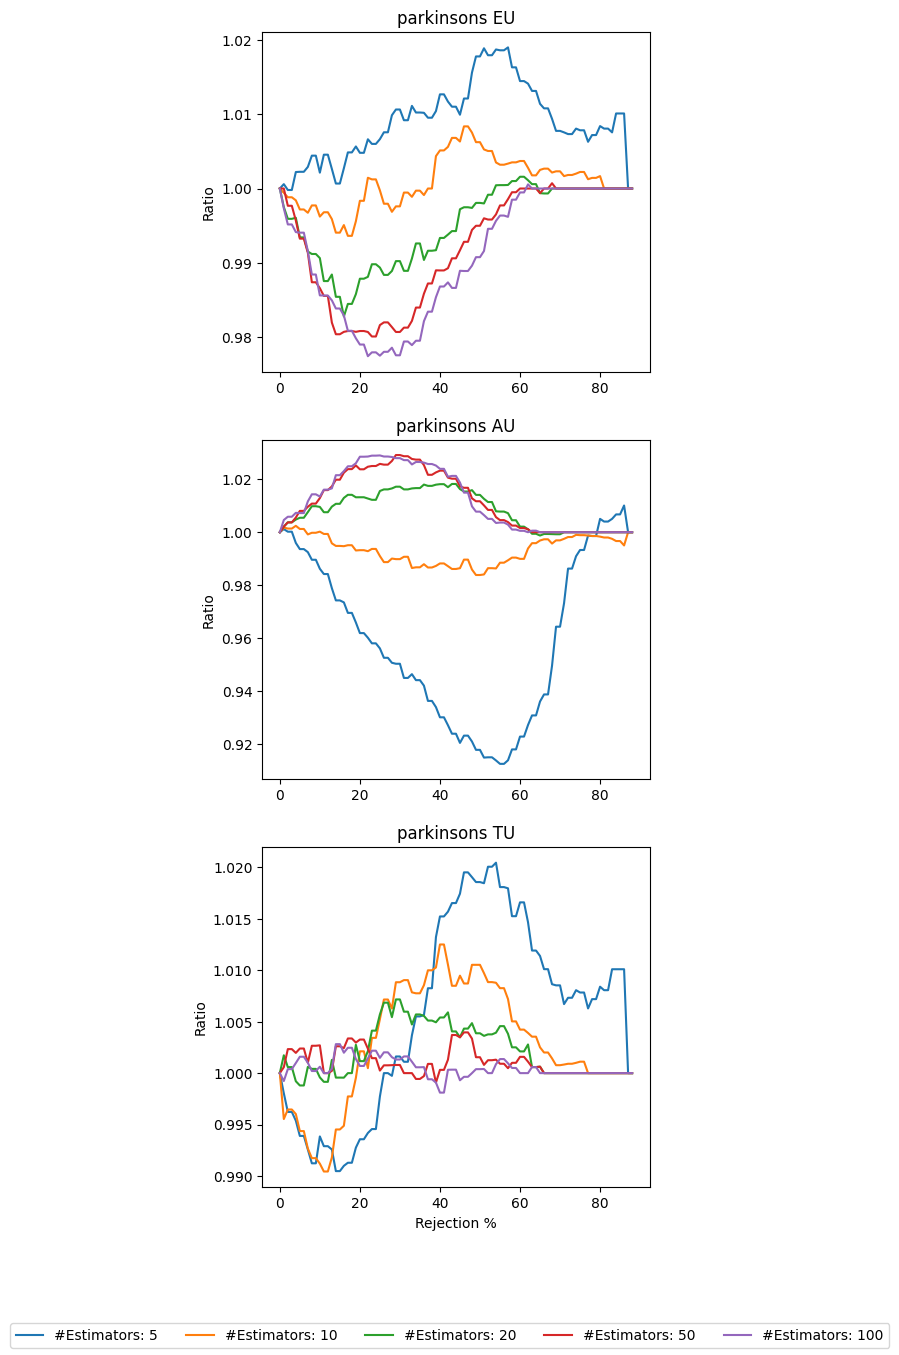 parkinsons EU
1.02
1.01
1.00
0.99
0.98
Ratio
0 20 40 60 80
parkinsons AU
1.02
1.00
0.98
0.96
0.94
0.92
Ratio
0 20 40 60 80
parkinsons TU
1.020
1.015
1.010
1.005
1.000
0.995
0.990
Ratio
0 20 40 60 80
Rejection %
#Estimators: 5 #Estimators: 10 #Estimators: 20 #Estimators: 50 #Estimators: 100